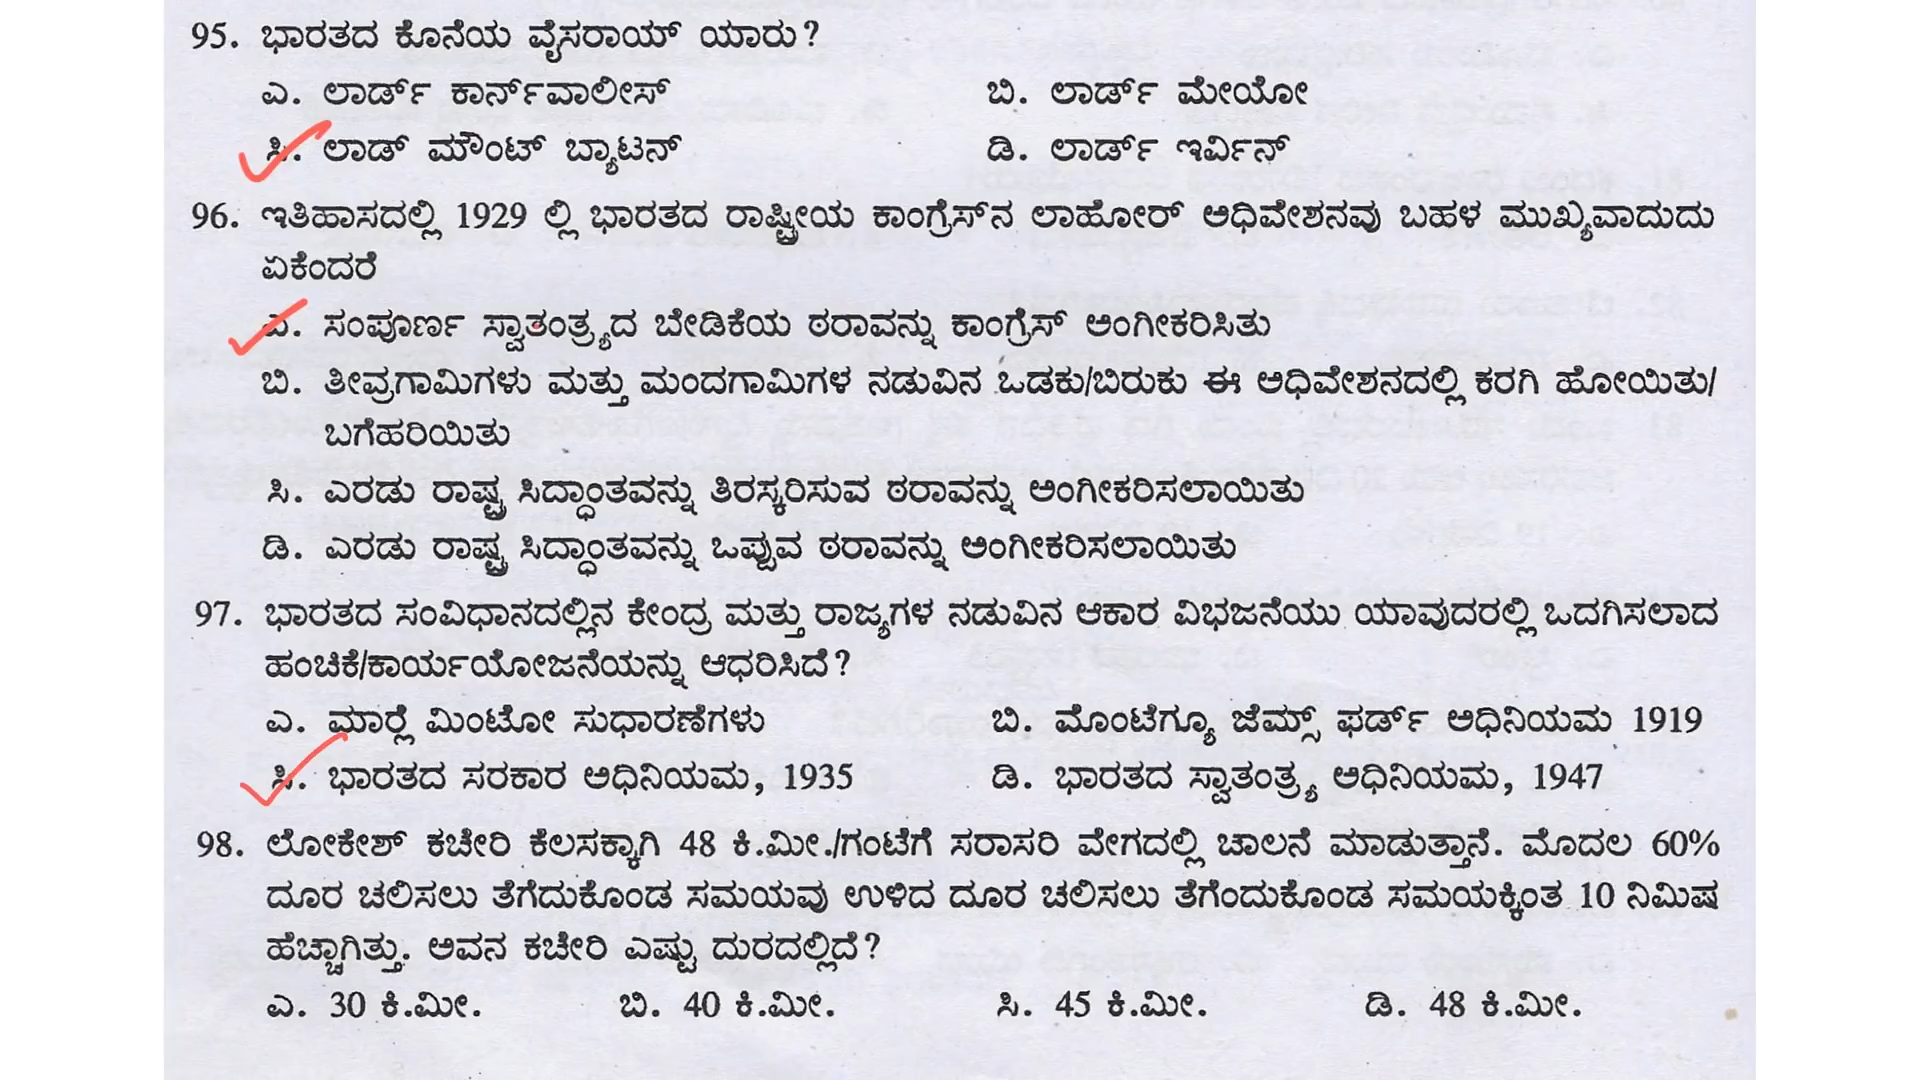 95. ಭಾರತದ ಕೊನೆಯ ವೈಸರಾಯ್ ಯಾರು?
ಎ. ಲಾರ್ಡ್ ಕಾರ್ನ್‌ವಾಲೀಸ್ ಬಿ. ಲಾರ್ಡ್ ಮೇಯೋ
ಸಿ. ಲಾಡ್ ಮೌಂಟ್ ಬ್ಯಾಟನ್ ಡಿ. ಲಾರ್ಡ್ ಇರ್ವಿನ್
96. ಇತಿಹಾಸದಲ್ಲಿ 1929 ಲ್ಲಿ ಭಾರತದ ರಾಷ್ಟ್ರೀಯ ಕಾಂಗ್ರೆಸ್‌ನ ಲಾಹೋರ್ ಅಧಿವೇಶನವು ಬಹಳ ಮುಖ್ಯವಾದುದು
ಏಕೆಂದರೆ
ಎ. ಸಂಪೂರ್ಣ ಸ್ವಾತಂತ್ರ್ಯದ ಬೇಡಿಕೆಯ ಠರಾವನ್ನು ಕಾಂಗ್ರೆಸ್ ಅಂಗೀಕರಿಸಿತು
ಬಿ. ತೀವ್ರಗಾಮಿಗಳು ಮತ್ತು ಮಂದಗಾಮಿಗಳ ನಡುವಿನ ಒಡಕು/ಬಿರುಕು ಈ ಅಧಿವೇಶನದಲ್ಲಿ ಕರಗಿ ಹೋಯಿತು/
ಬಗೆಹರಿಯಿತು
ಸಿ. ಎರಡು ರಾಷ್ಟ್ರ ಸಿದ್ಧಾಂತವನ್ನು ತಿರಸ್ಕರಿಸುವ ಠರಾವನ್ನು ಅಂಗೀಕರಿಸಲಾಯಿತು
ಡಿ. ಎರಡು ರಾಷ್ಟ್ರ ಸಿದ್ಧಾಂತವನ್ನು ಒಪ್ಪುವ ಠರಾವನ್ನು ಅಂಗೀಕರಿಸಲಾಯಿತು
97. ಭಾರತದ ಸಂವಿಧಾನದಲ್ಲಿನ ಕೇಂದ್ರ ಮತ್ತು ರಾಜ್ಯಗಳ ನಡುವಿನ ಆಕಾರ ವಿಭಜನೆಯು ಯಾವುದರಲ್ಲಿ ಒದಗಿಸಲಾದ
ಹಂಚಿಕೆ/ಕಾರ್ಯಯೋಜನೆಯನ್ನು ಆಧರಿಸಿದೆ?
ಎ. ಮಾರ‍್ಲೆ ಮಿಂಟೋ ಸುಧಾರಣೆಗಳು ಬಿ. ಮೊಂಟೆಗ್ಯೂ ಜೆಮ್ಸ್ ಫರ್ಡ್ ಅಧಿನಿಯಮ 1919
ಸಿ. ಭಾರತದ ಸರಕಾರ ಅಧಿನಿಯಮ, 1935 ಡಿ. ಭಾರತದ ಸ್ವಾತಂತ್ರ್ಯ ಅಧಿನಿಯಮ, 1947
98. ಲೋಕೇಶ್ ಕಚೇರಿ ಕೆಲಸಕ್ಕಾಗಿ 48 ಕಿ.ಮೀ./ಗಂಟೆಗೆ ಸರಾಸರಿ ವೇಗದಲ್ಲಿ ಚಾಲನೆ ಮಾಡುತ್ತಾನೆ. ಮೊದಲ 60%
ದೂರ ಚಲಿಸಲು ತೆಗೆದುಕೊಂಡ ಸಮಯವು ಉಳಿದ ದೂರ ಚಲಿಸಲು ತೆಗೆಂದುಕೊಂಡ ಸಮಯಕ್ಕಿಂತ 10 ನಿಮಿಷ
ಹೆಚ್ಚಾಗಿತ್ತು. ಅವನ ಕಚೇರಿ ಎಷ್ಟು ದುರದಲ್ಲಿದೆ?
ಎ. 30 ಕಿ.ಮೀ. ಬಿ. 40 ಕಿ.ಮೀ. ಸಿ. 45 ಕಿ.ಮೀ. ಡಿ. 48 ಕಿ.ಮೀ.